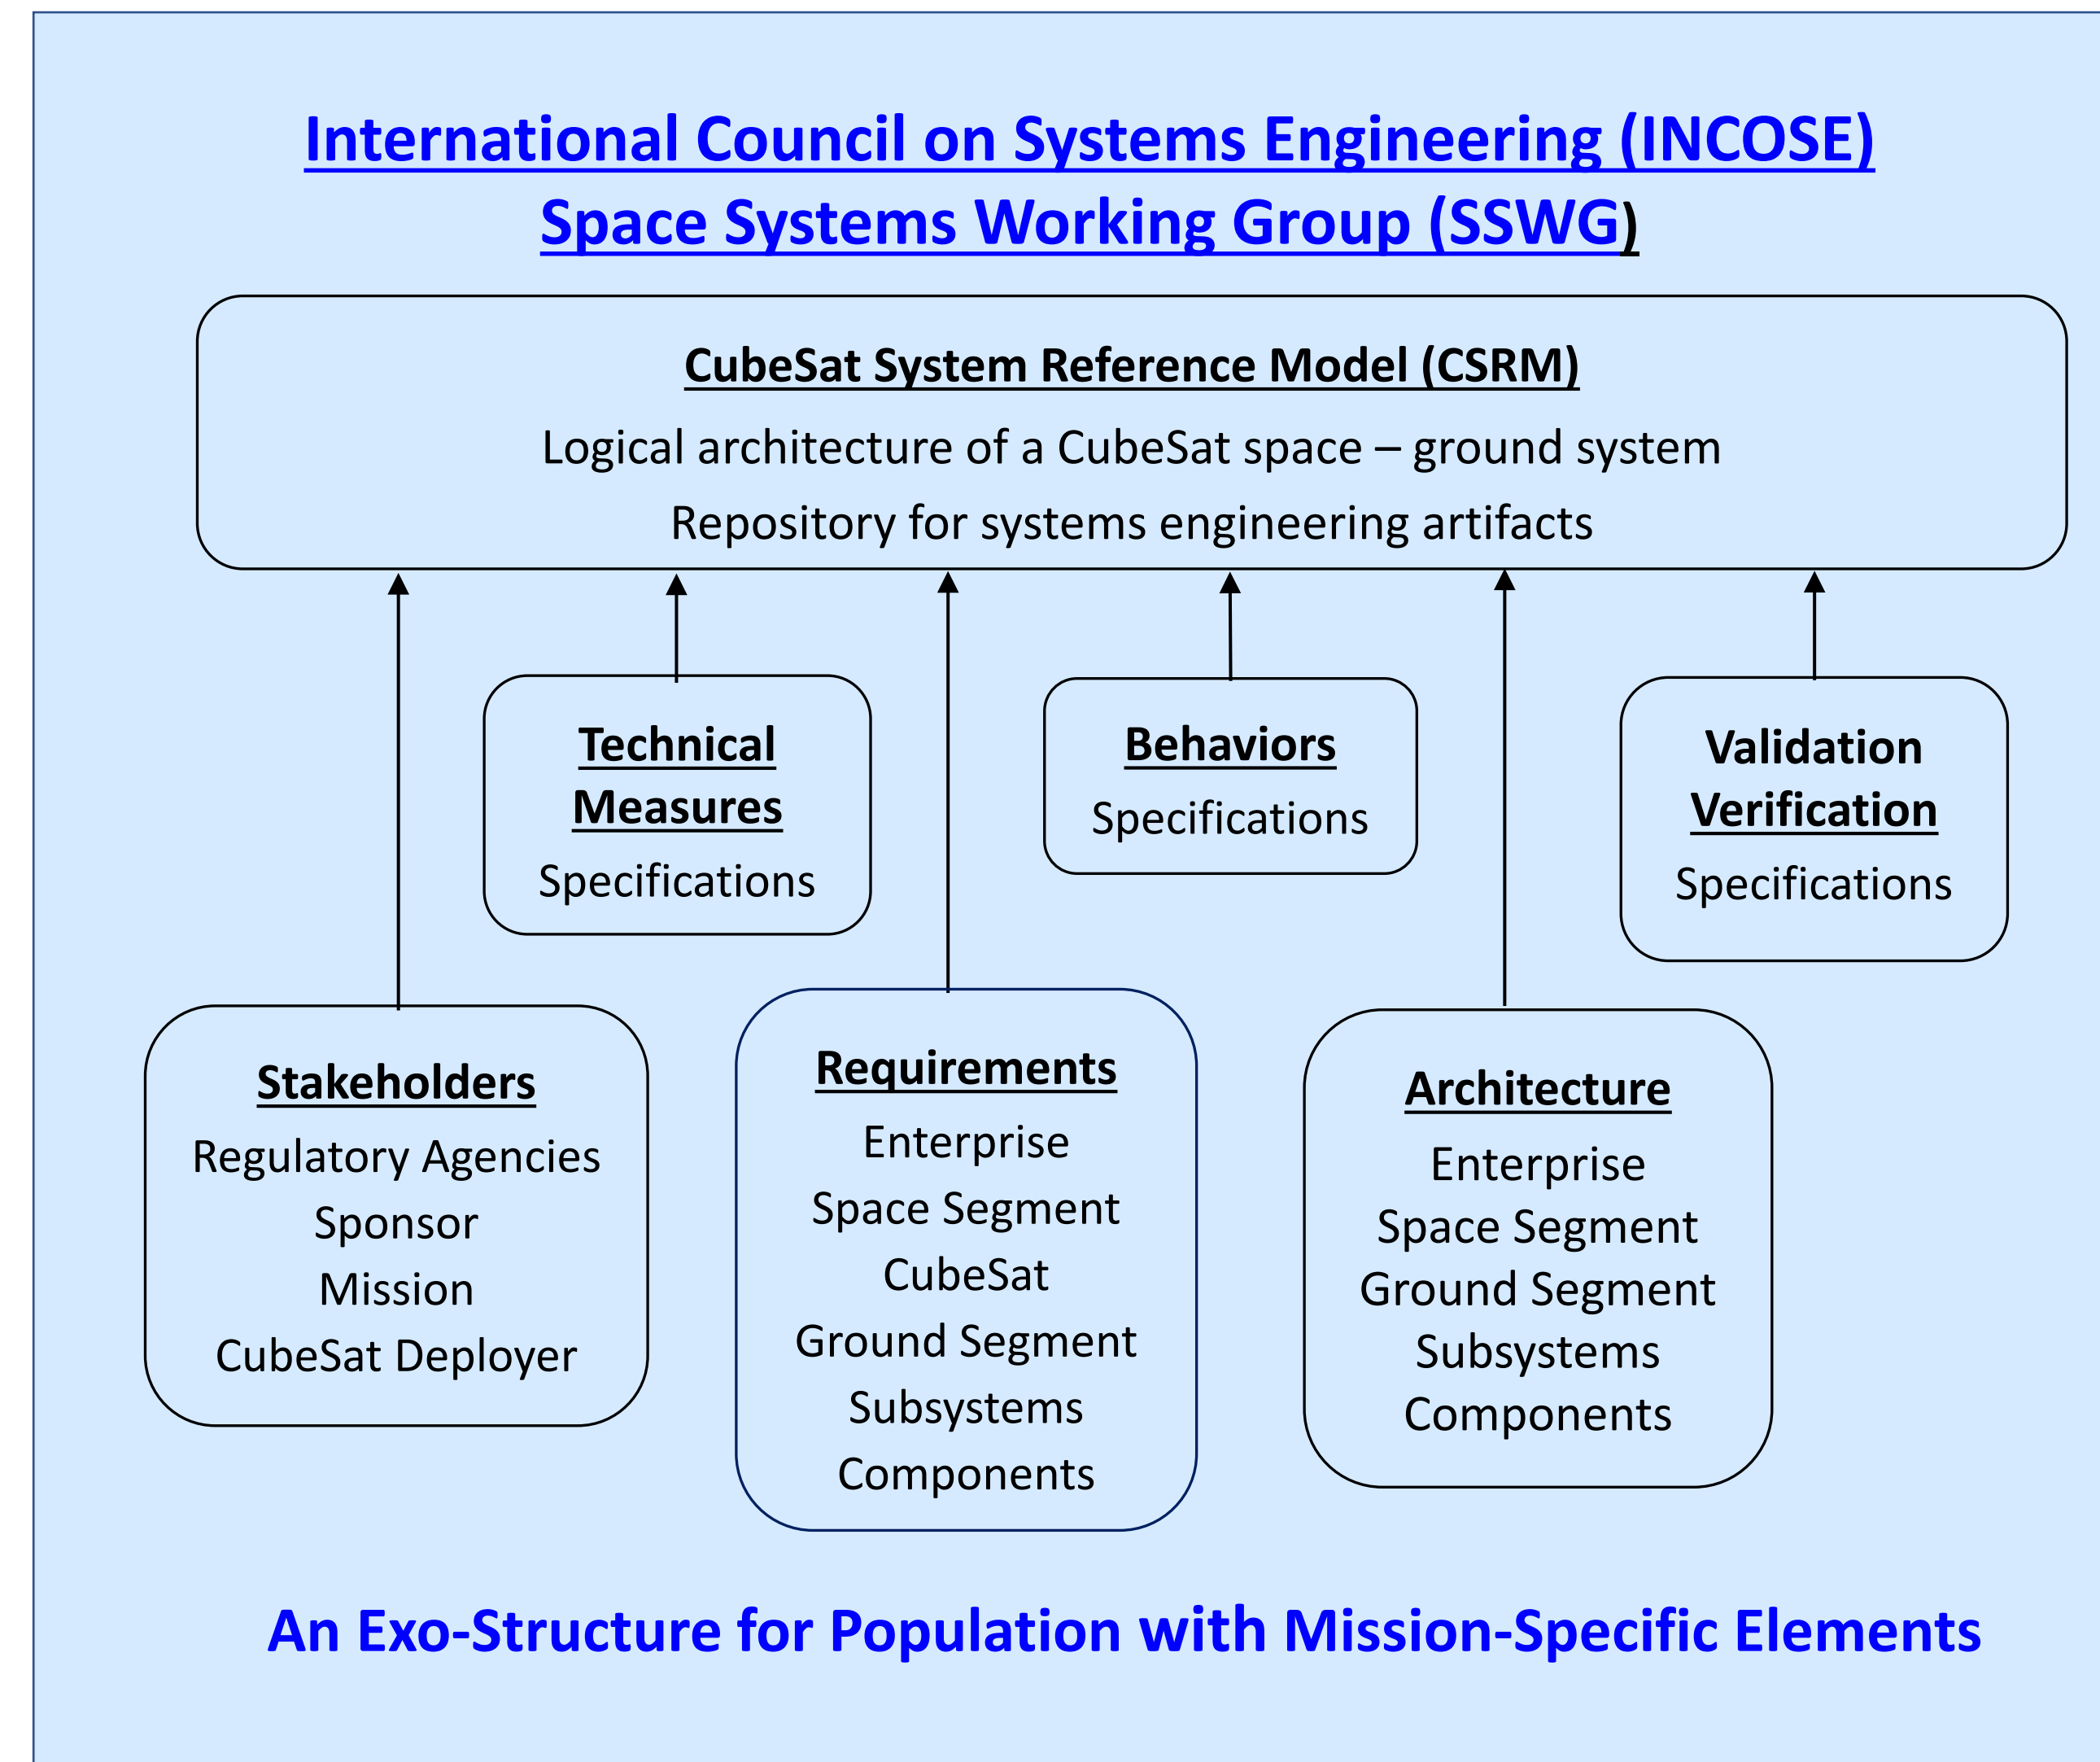 International Council on Systems Engineering (INCOSE)
Space Systems Working Group (SSWG)
CubeSat System Reference Model (CSRM)
Logical architecture of a CubeSat space – ground system
Repository for systems engineering artifacts
Technical
Measures
Specifications
Behaviors
Specifications
Validation
Verification
Specifications
Stakeholders
Regulatory Agencies
Sponsor
Mission
CubeSat Deployer
Requirements
Enterprise
Space Segment
CubeSat
Ground Segment
Subsystems
Components
Architecture
Enterprise
Space Segment
Ground Segment
Subsystems
Components
An Exo-Structure for Population with Mission-Specific Elements